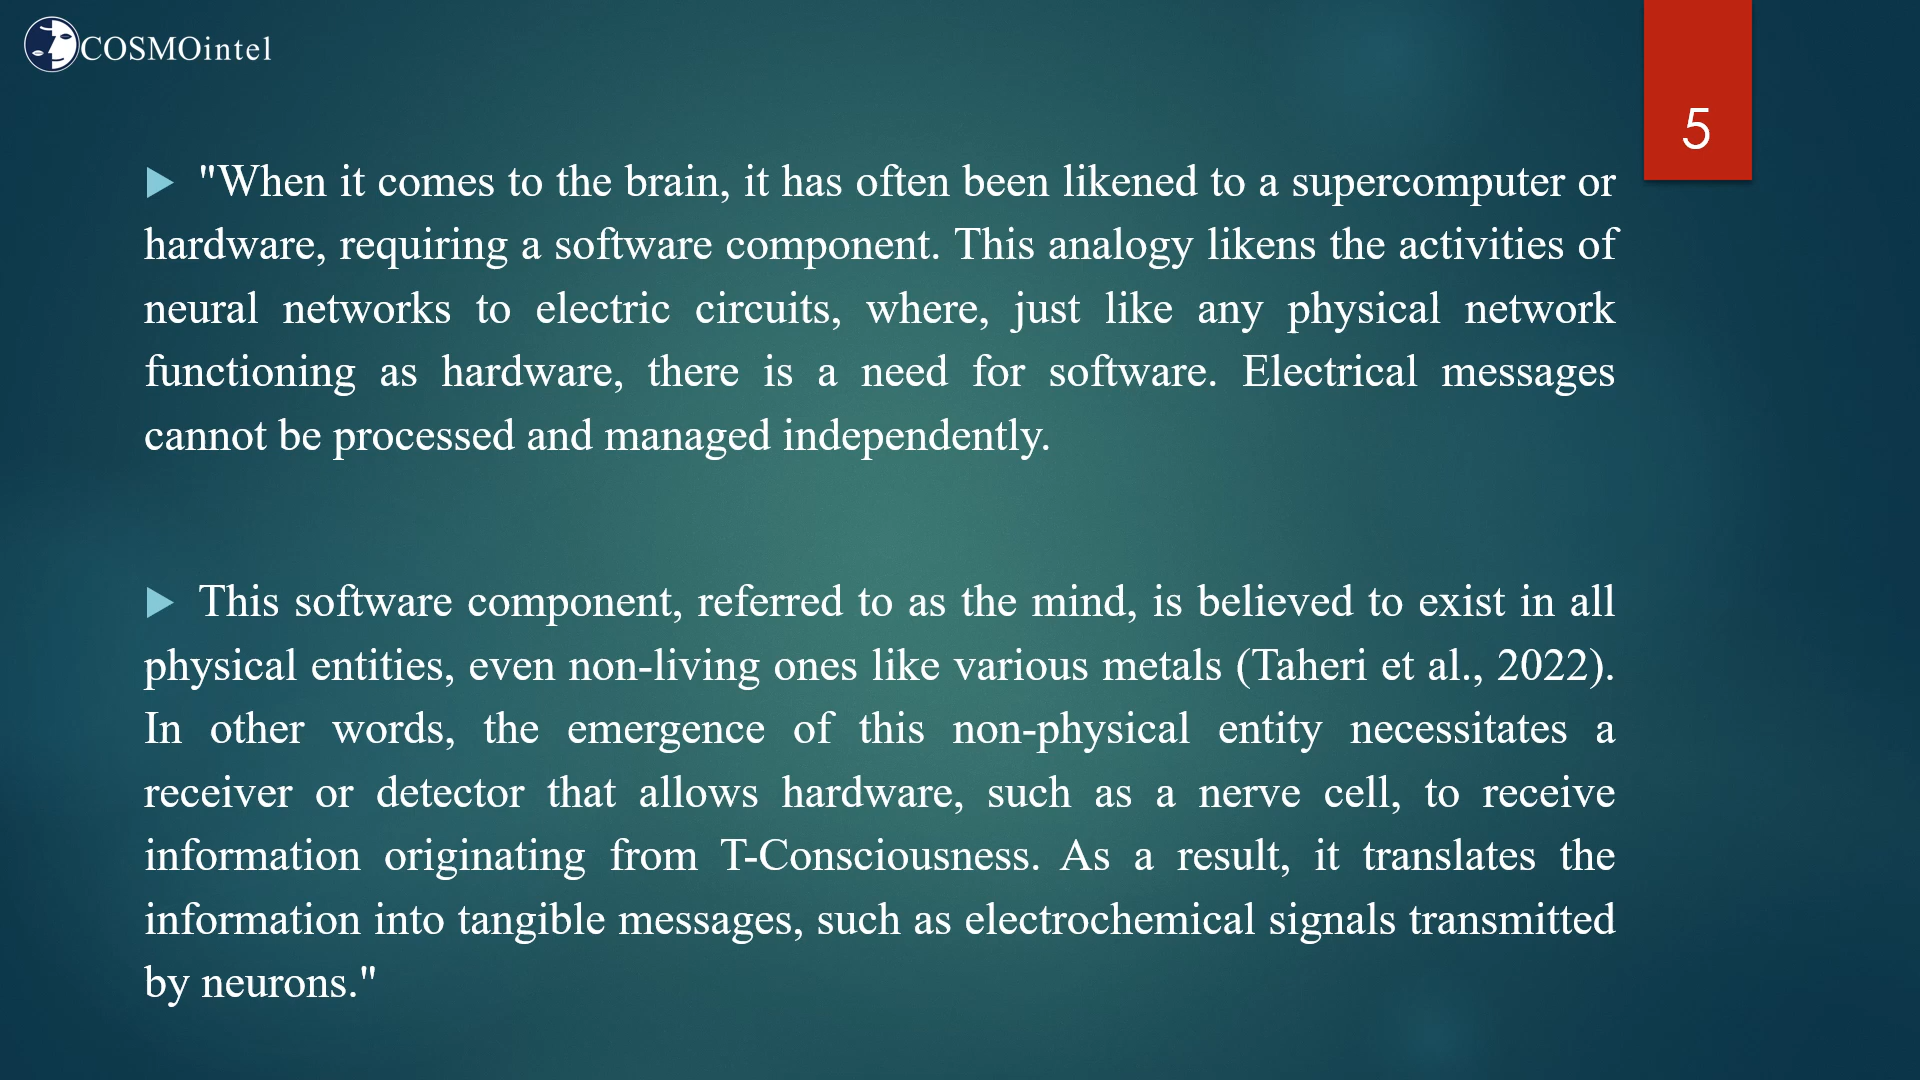 COSMOintel
5
"When it comes to the brain, it has often been likened to a supercomputer or
hardware, requiring a software component. This analogy likens the activities of
neural networks to electric circuits, where, just like any physical network
functioning as hardware, there is a need for software. Electrical messages
cannot be processed and managed independently.
This software component, referred to as the mind, is believed to exist in all
physical entities, even non-living ones like various metals (Taheri et al., 2022).
In other words, the emergence of this non-physical entity necessitates a
receiver or detector that allows hardware, such as a nerve cell, to receive
information originating from T-Consciousness. As a result, it translates the
information into tangible messages, such as electrochemical signals transmitted
by neurons."